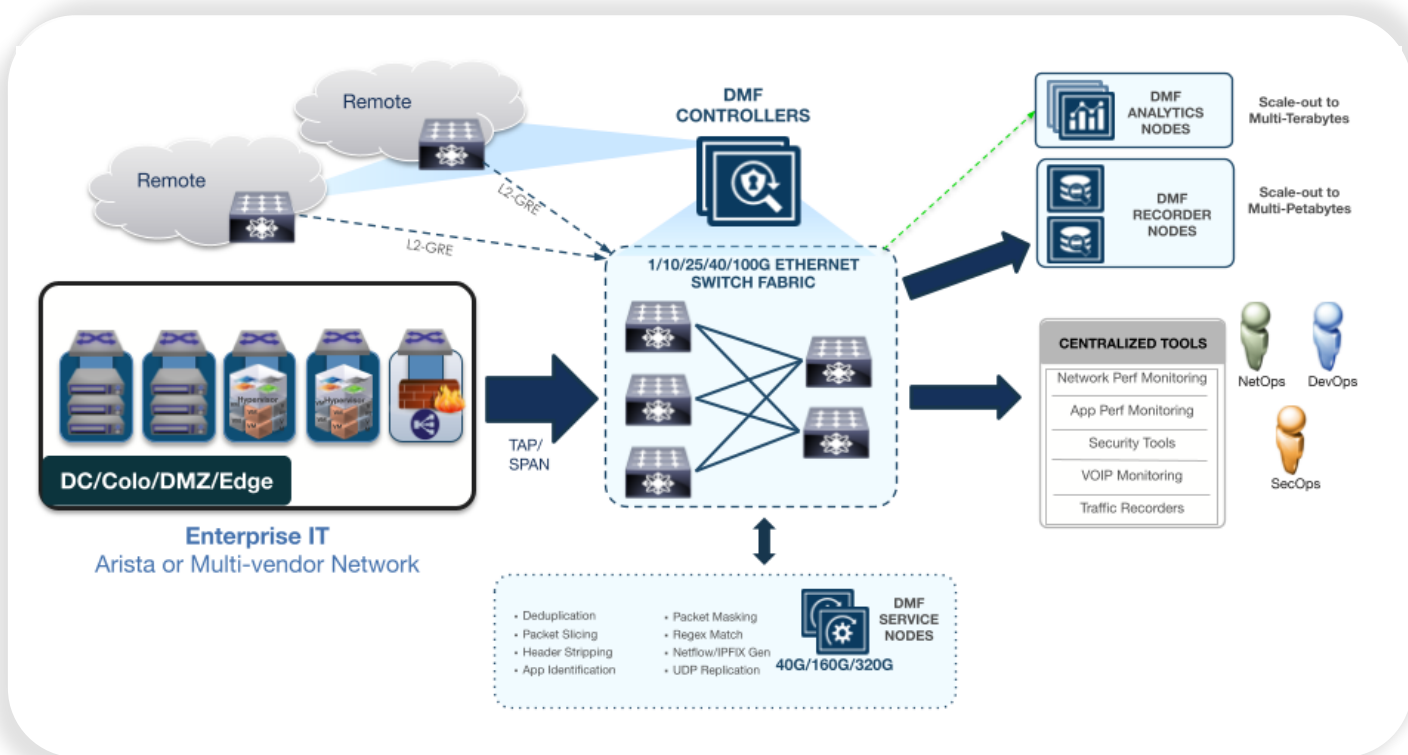 Remote
Remote
L2-GRE
L2-GRE
DMF
CONTROLLERS
DMF
ANALYTICS
NODES
Scale-out to
Multi-Terabytes
DMF
RECORDER
NODES
Scale-out to
Multi-Petabytes
1/10/25/40/100G ETHERNET
SWITCH FABRIC
Hypervisor
VM
VM
Hypervisor
VM
VM
DC/Colo/DMZ/Edge
Enterprise IT
Arista or Multi-vendor Network
TAP/
SPAN
CENTRALIZED TOOLS
Network Perf Monitoring
App Perf Monitoring
Security Tools
VOIP Monitoring
Traffic Recorders
NetOps
DevOps
SecOps
• Deduplication
• Packet Slicing
• Header Stripping
• App Identification
• Packet Masking
• Regex Match
• Netflow/IPFIX Gen
• UDP Replication
DMF
SERVICE
NODES
40G/160G/320G